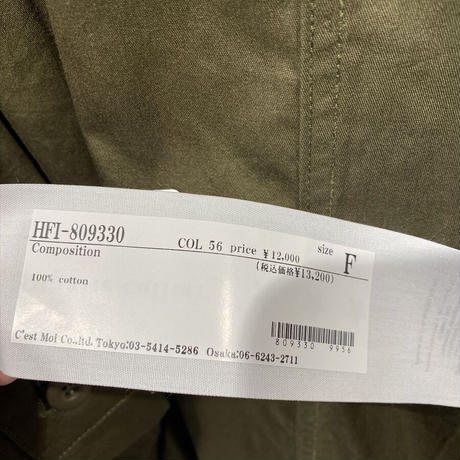 HFI-809330 COL 56 price ¥12,000 size F
Composition (税込価格¥13,200)
100% cotton
809330 9956
C'est Moi Co.,ltd. Tokyo:03-5414-5286 Osaka:06-6243-2711